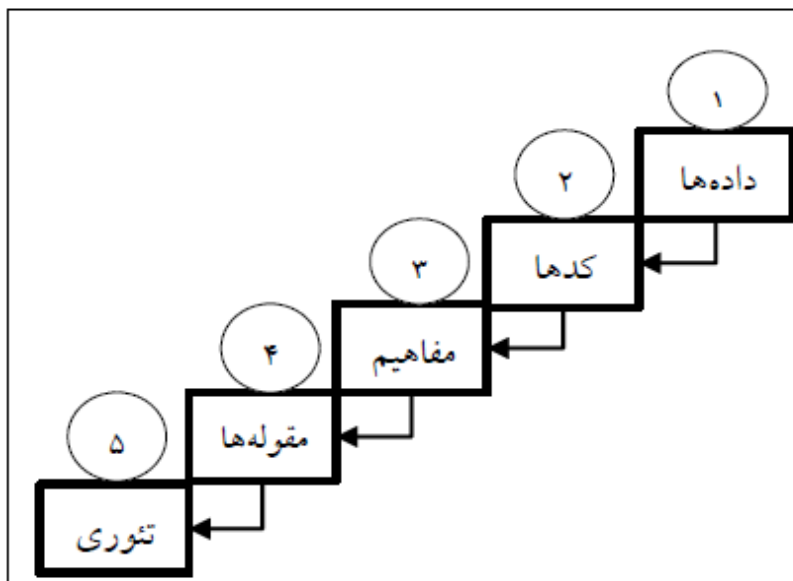 ۱
داده‌ها
۲
کدها
۳
مفاهیم
۴
مقوله‌ها
۵
تئوری